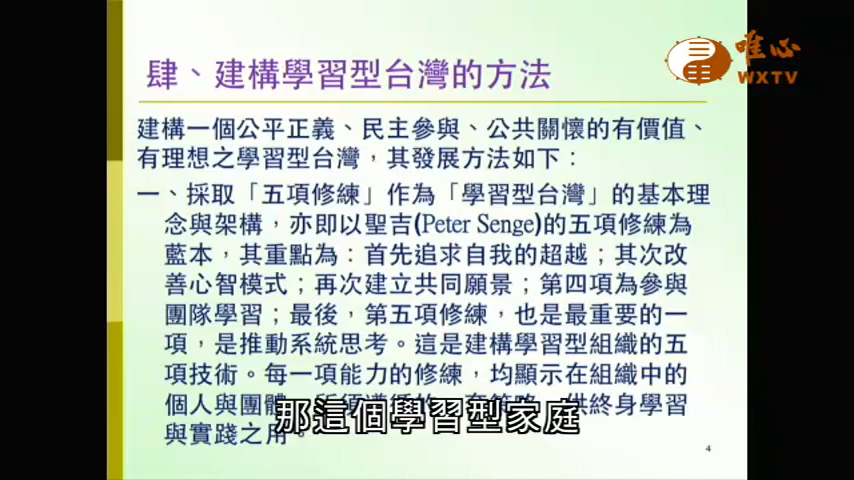 肆、建構學習型台灣的方法
唯心
WXTV
建構一個公平正義、民主參與、公共關懷的有價值、
有理想之學習型台灣，其發展方法如下：
一、採取「五項修練」作為「學習型台灣」的基本理
念與架構，亦即以聖吉(Peter Senge)的五項修練為
藍本，其重點為：首先追求自我的超越；其次改
善心智模式；再次建立共同願景；第四項為參與
團隊學習；最後，第五項修練，也是最重要的一
項，是推動系統思考。這是建構學習型組織的五
項技術。每一項能力的修練，均顯示在組織中的
個人與團體 供終身學習
與實踐之用。
那這個學習型家庭
4